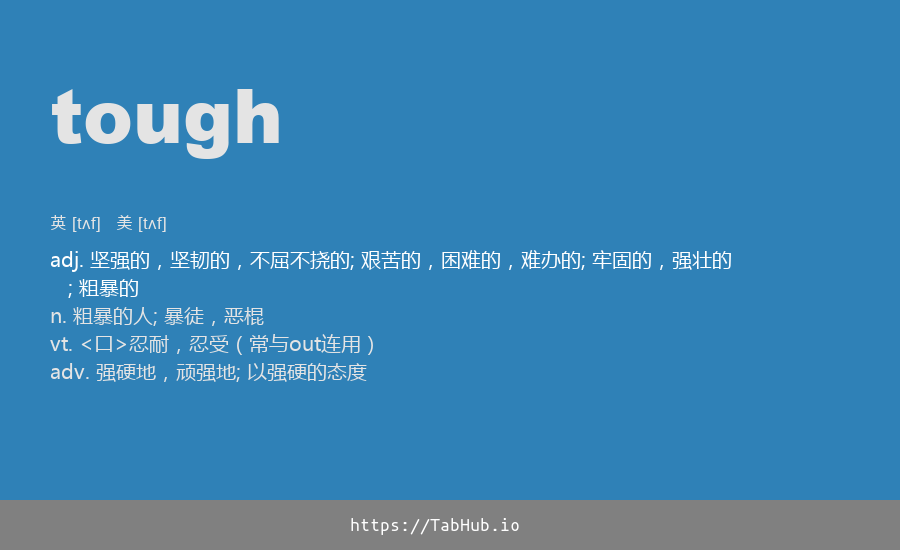 tough
英 [tʌf] 美 [tʌf]
adj. 坚强的，坚韧的，不屈不挠的; 艰苦的，困难的，难办的; 牢固的，强壮的
; 粗暴的
n. 粗暴的人; 暴徒，恶棍
vt. <口>忍耐，忍受（常与out连用）
adv. 强硬地，顽强地; 以强硬的态度
https://TabHub.io